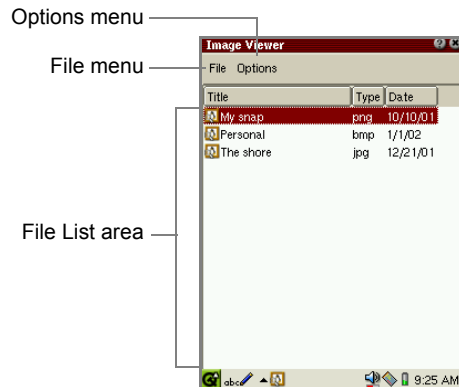 Options menu
Image Viewer
File menu
File Options
Title Type Date
My snap png 10/10/01
Personal bmp 1/1/02
The shore jpg 12/21/01
File List area
abc 9:25 AM